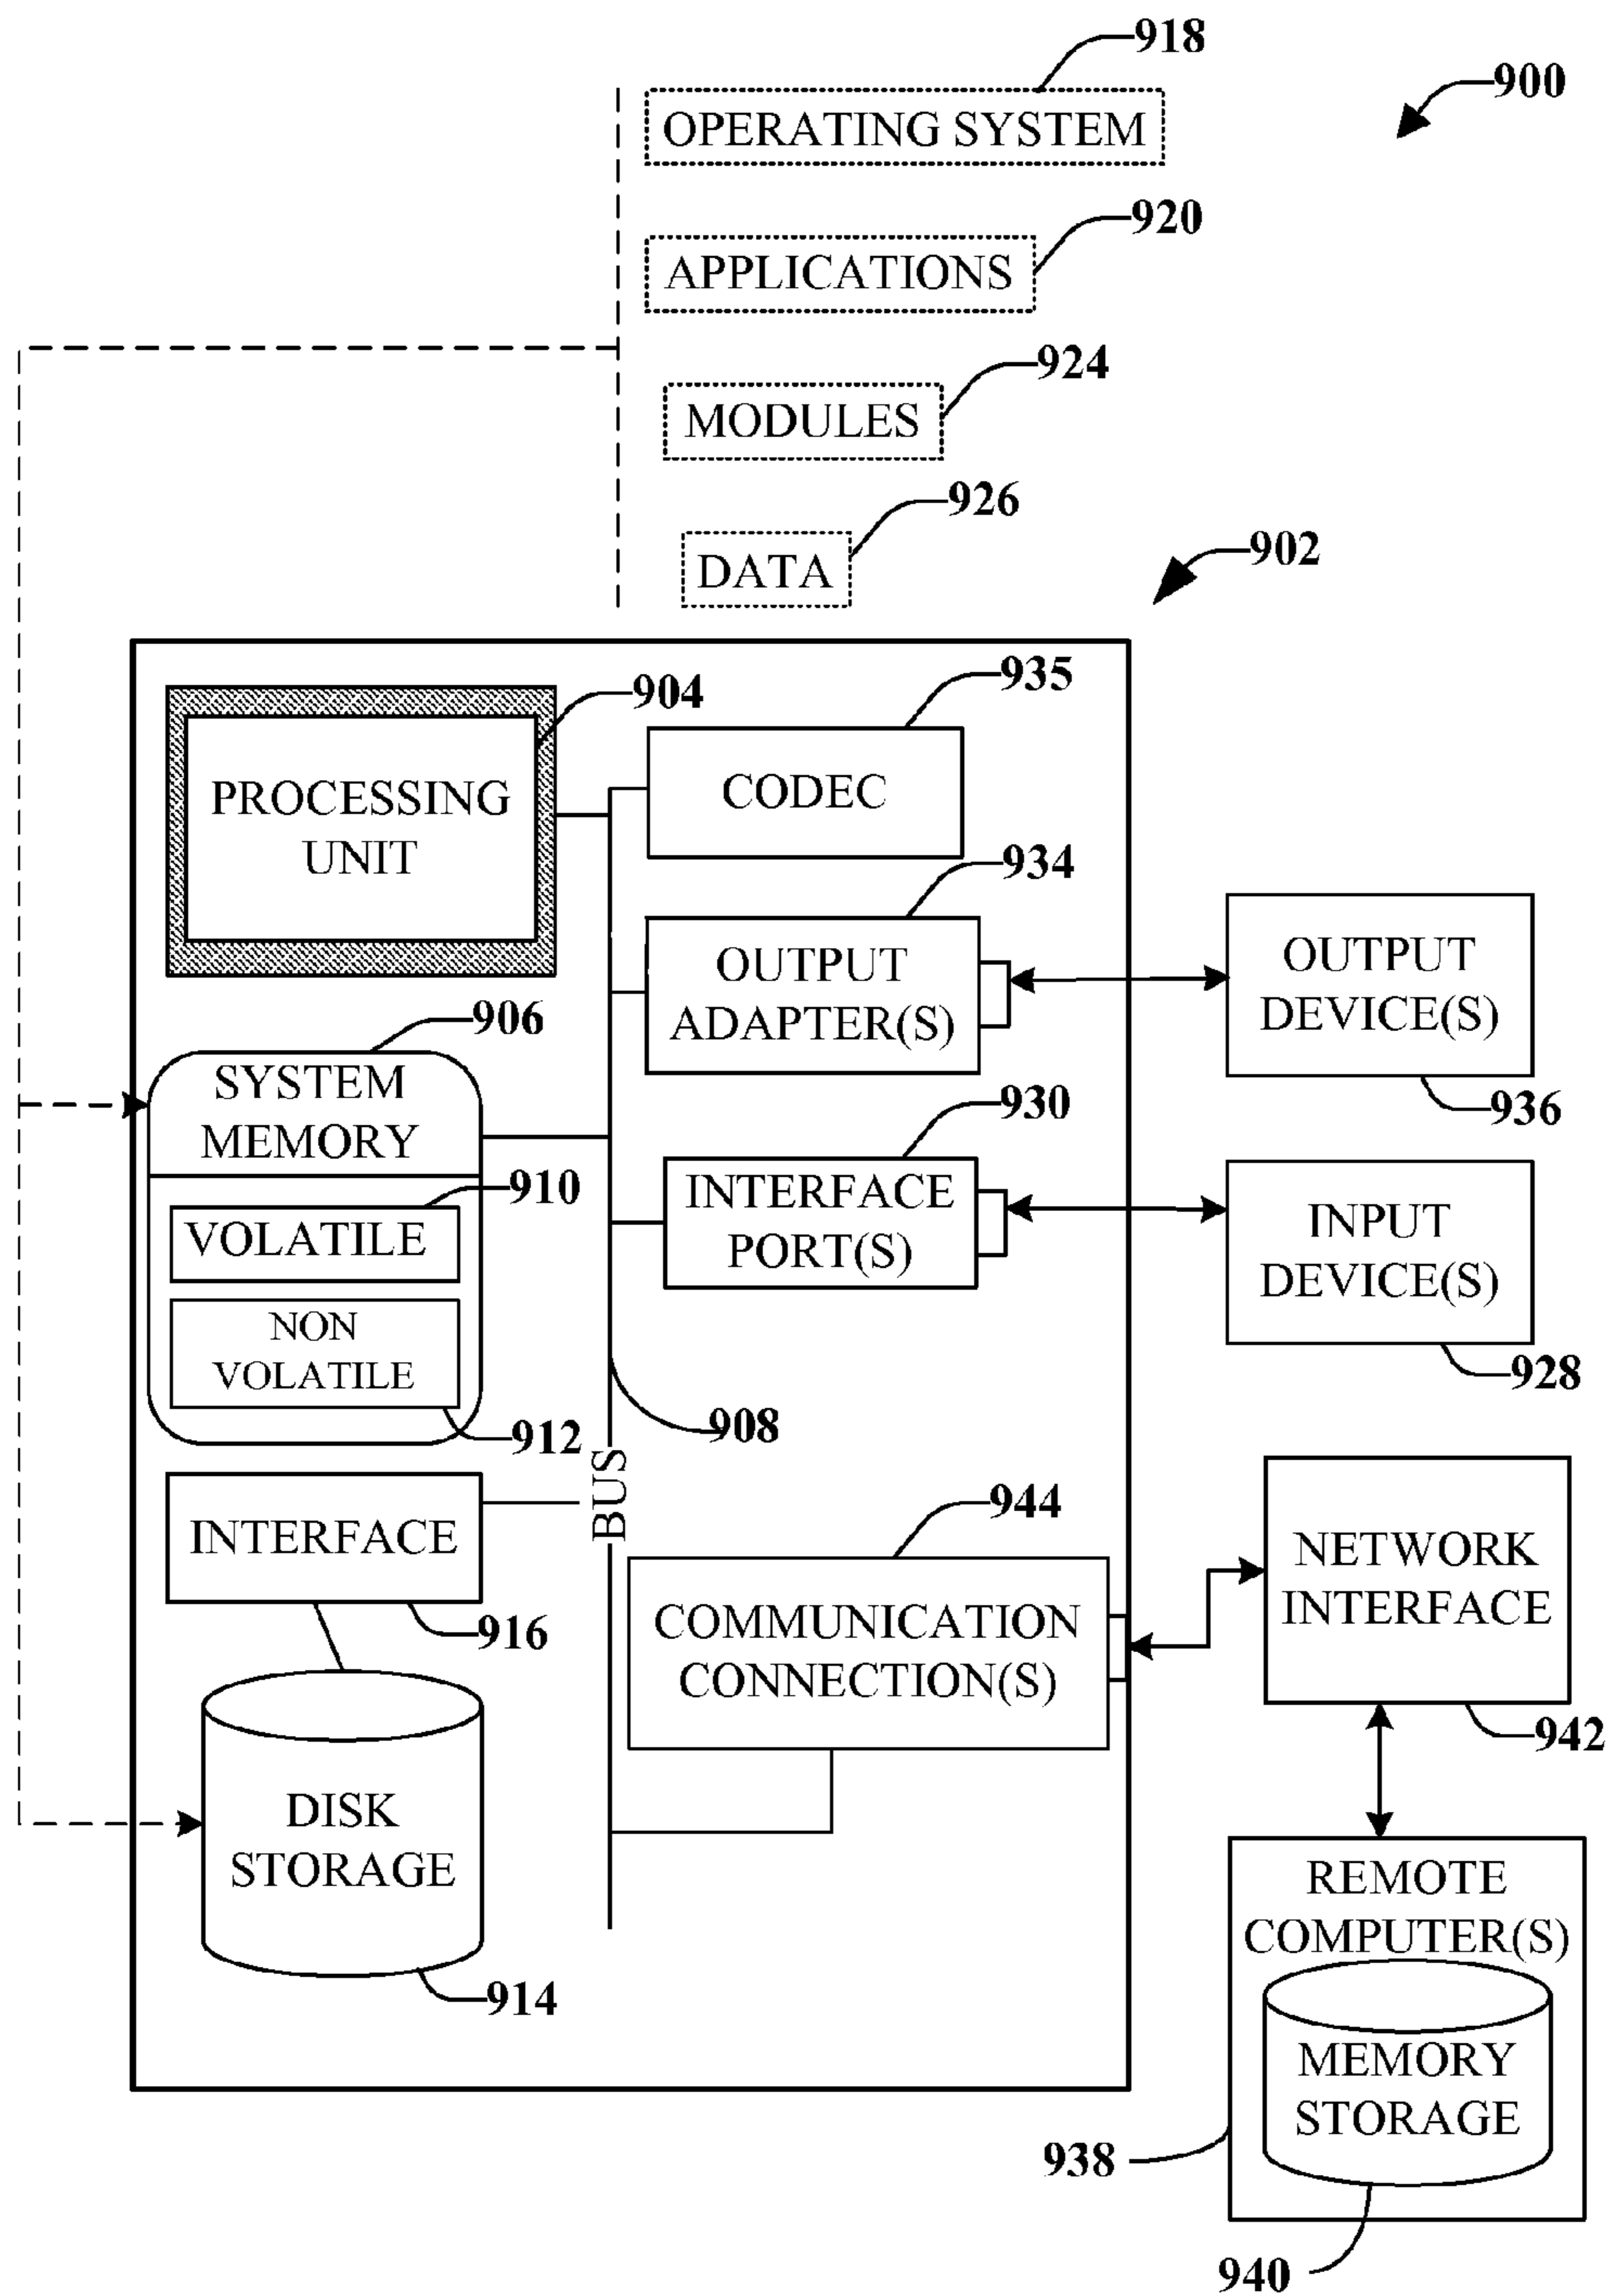 918
900
OPERATING SYSTEM
920
APPLICATIONS
924
MODULES
926
DATA
902
935
904
PROCESSING
UNIT
CODEC
934
OUTPUT
ADAPTER(S)
OUTPUT
DEVICE(S)
936
906
SYSTEM
MEMORY
910
VOLATILE
NON
VOLATILE
912
930
INTERFACE
PORT(S)
INPUT
DEVICE(S)
928
908
BUS
INTERFACE
916
944
COMMUNICATION
CONNECTION(S)
NETWORK
INTERFACE
942
DISK
STORAGE
914
REMOTE
COMPUTER(S)
MEMORY
STORAGE
938
940